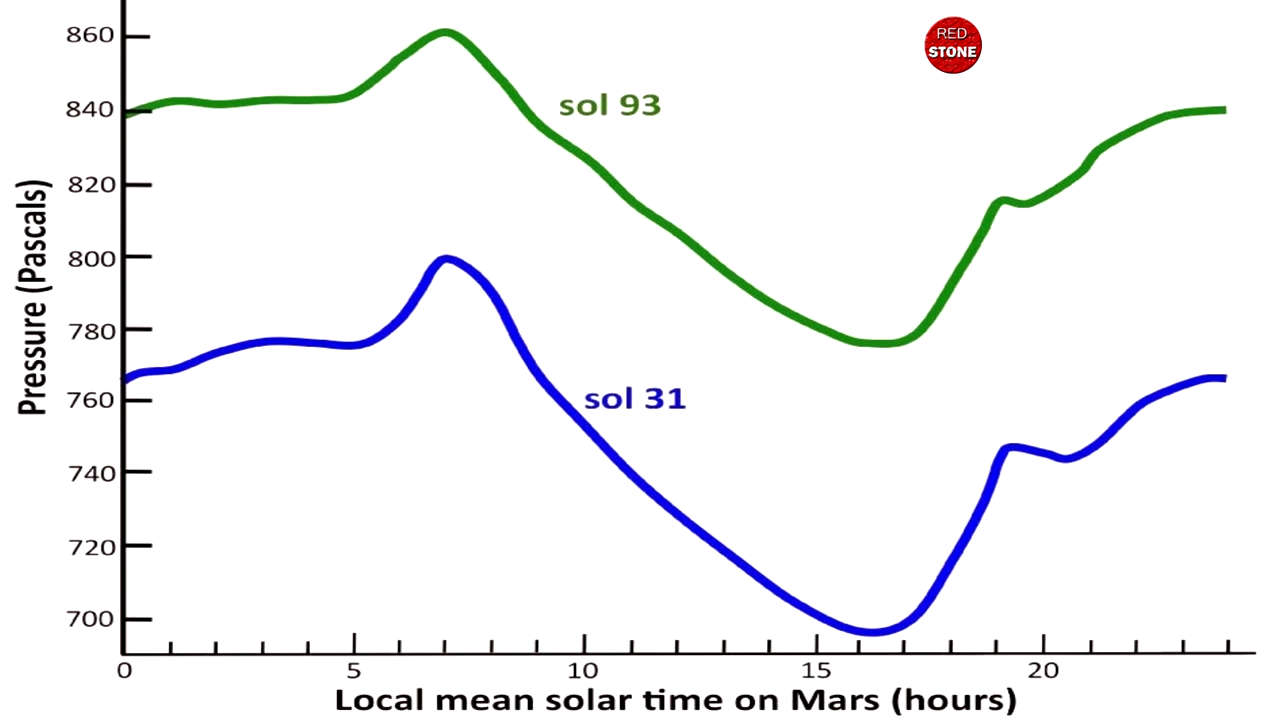 860
840
820
800
780
760
740
720
700
Pressure (Pascals)
RED..
STONE
sol 93
sol 31
0 5 10 15 20
Local mean solar time on Mars (hours)